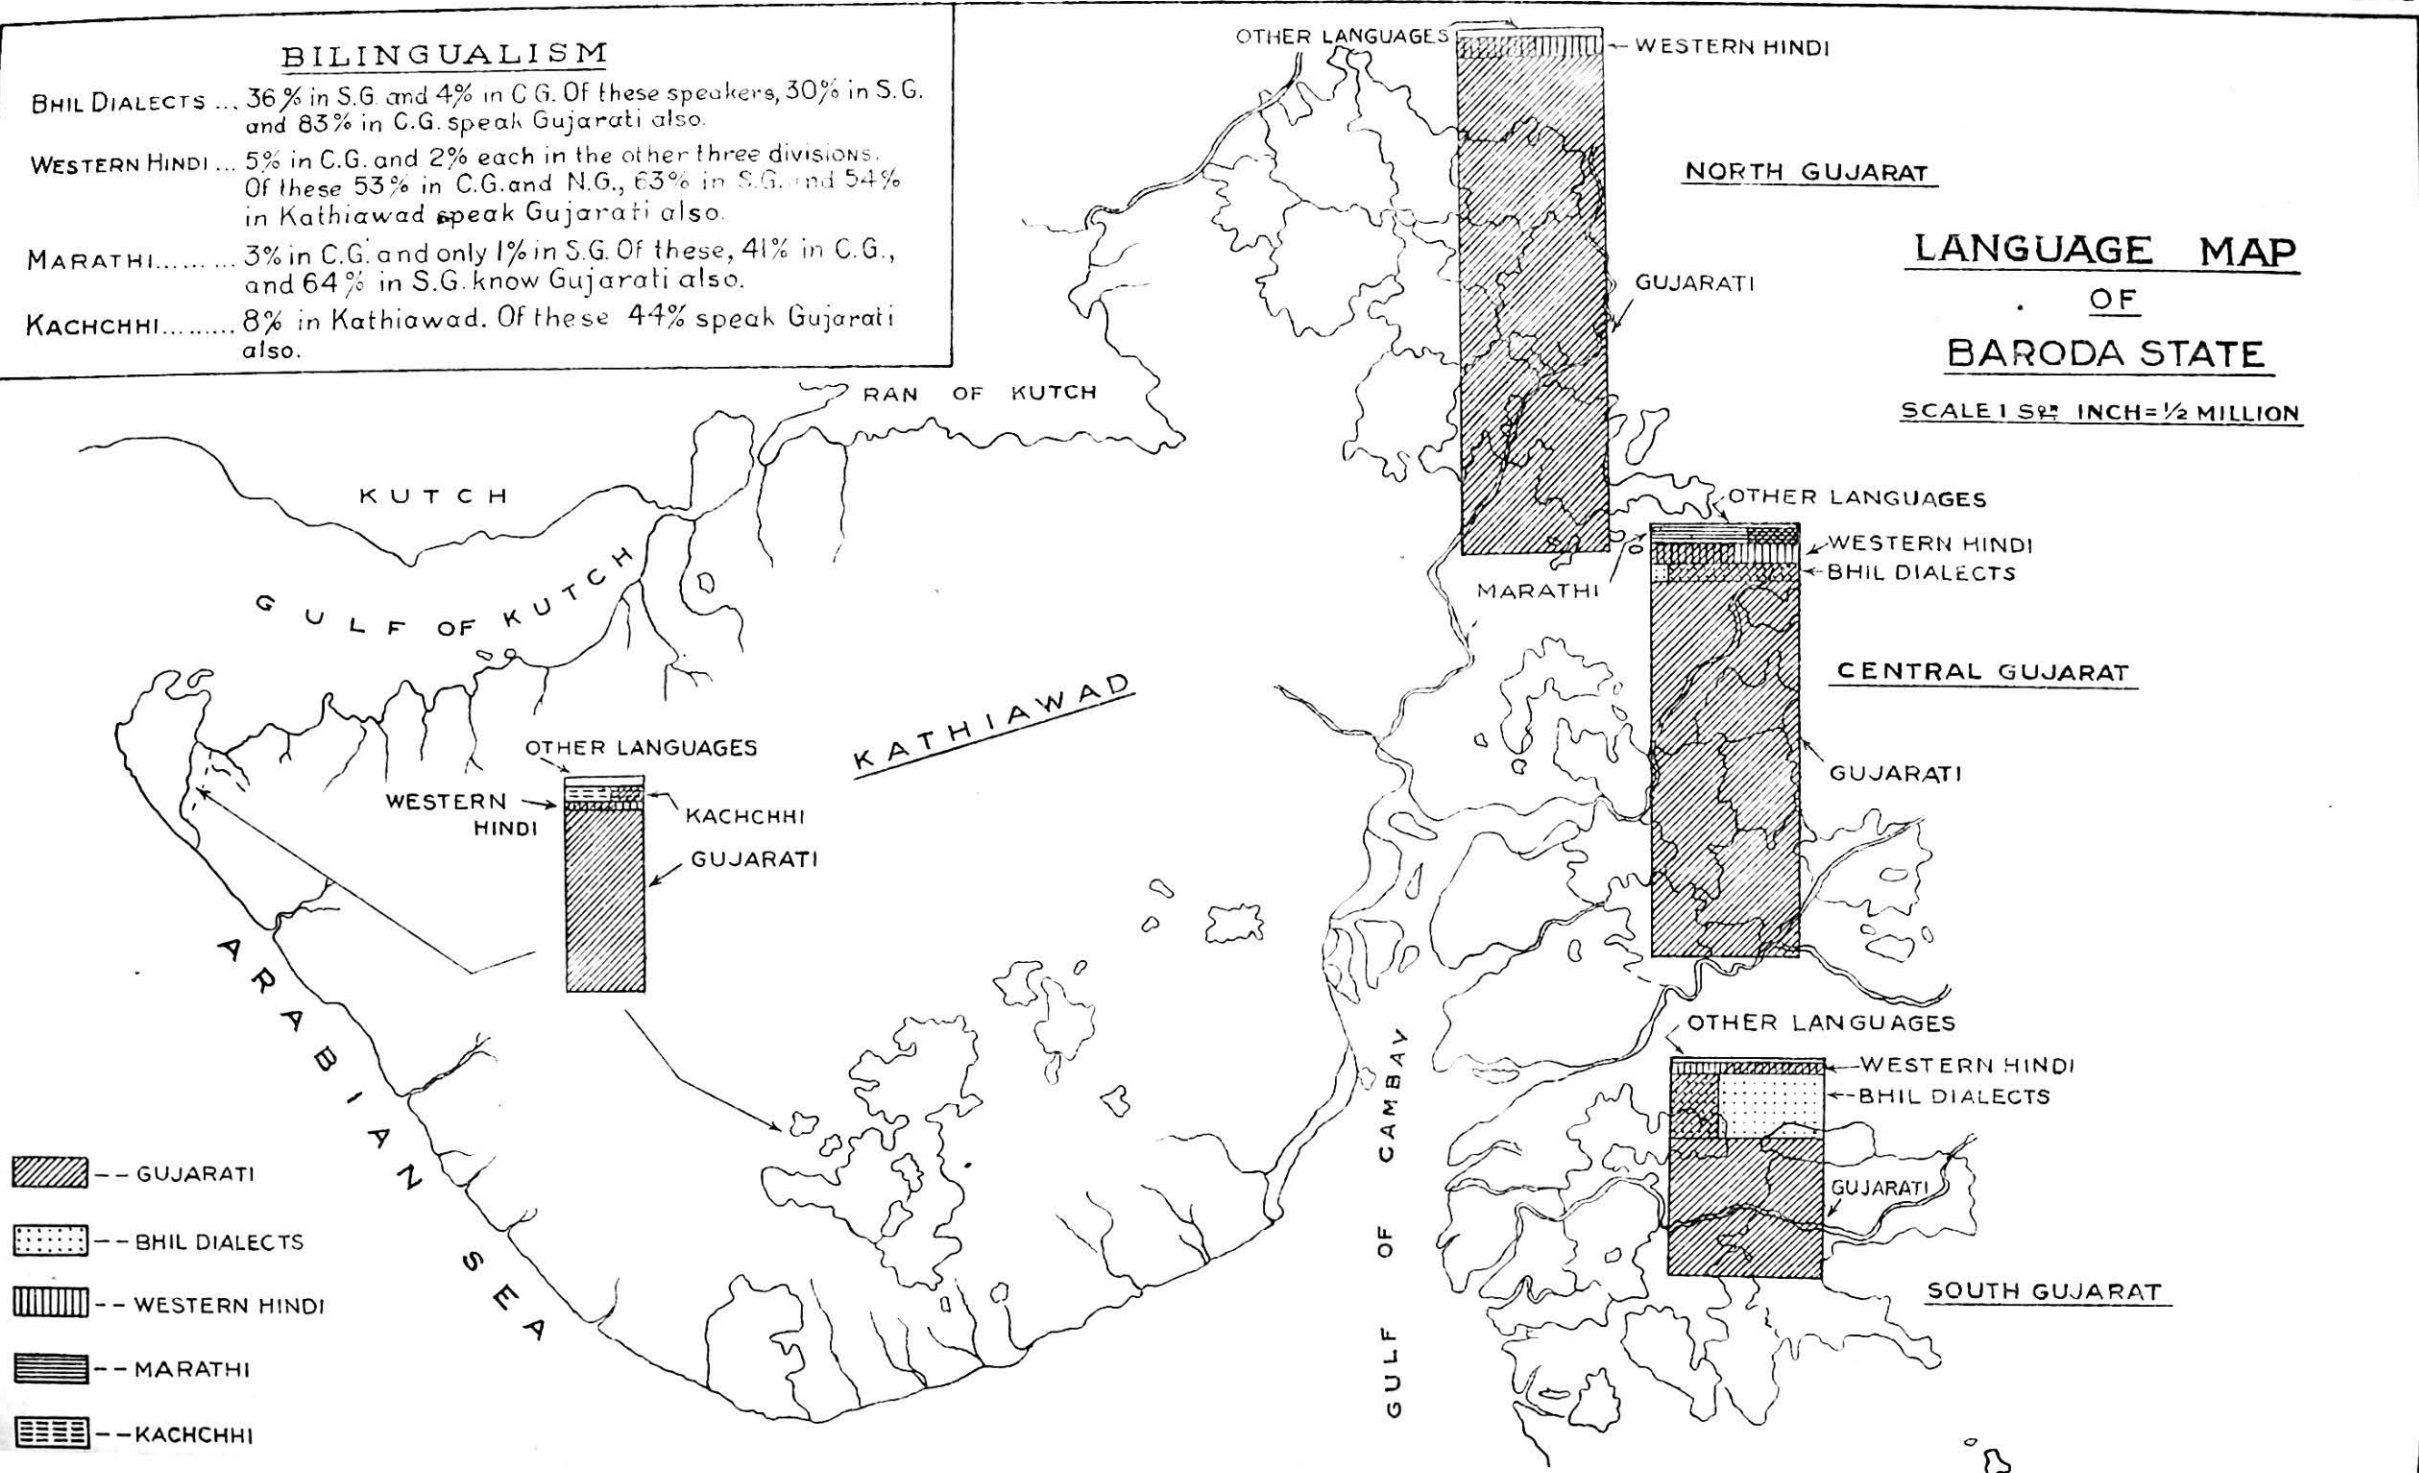 BILINGUALISM
BHIL DIALECTS ... 36% in S.G. and 4% in C G. Of these speakers, 30% in S.G.
and 83% in C.G. speak Gujarati also.
WESTERN HINDI ... 5% in C.G. and 2% each in the other three divisions.
Of these 53% in C.G. and N.G., 63% in S.G. and 54%
in Kathiawad speak Gujarati also.
MARATHI......... 3% in C.G. and only 1% in S.G. Of these, 41% in C.G.,
and 64% in S.G. know Gujarati also.
KACHCHHI......... 8% in Kathiawad. Of these 44% speak Gujarati
also.
OTHER LANGUAGES
WESTERN HINDI
NORTH GUJARAT
GUJARATI
LANGUAGE MAP
OF
BARODA STATE
SCALE 1 SQR INCH = ½ MILLION
RAN OF KUTCH
KUTCH
GULF OF KUTCH
OTHER LANGUAGES
WESTERN HINDI
BHIL DIALECTS
MARATHI
CENTRAL GUJARAT
GUJARATI
KATHIAWAD
OTHER LANGUAGES
WESTERN
HINDI
KACHCHHI
GUJARATI
ARABIAN SEA
GULF OF CAMBAY
OTHER LANGUAGES
WESTERN HINDI
BHIL DIALECTS
GUJARATI
SOUTH GUJARAT
-- GUJARATI
-- BHIL DIALECTS
-- WESTERN HINDI
-- MARATHI
-- KACHCHHI